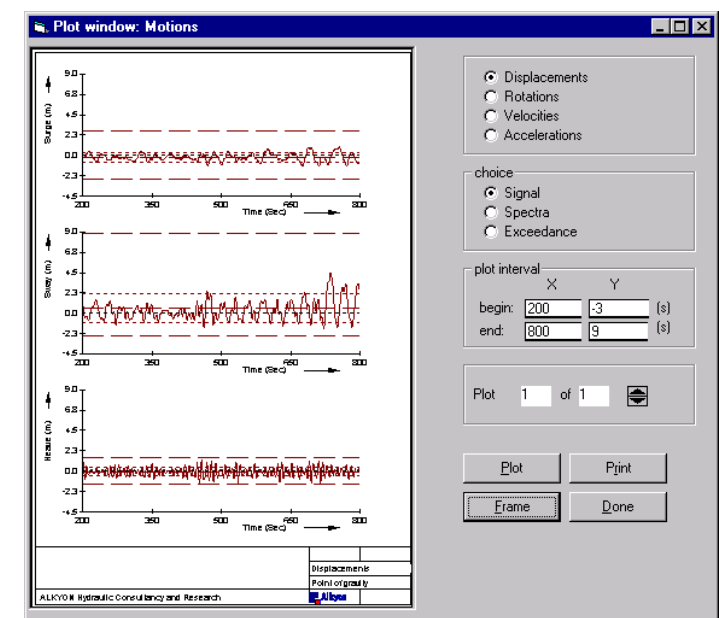 Plot window: Motions
Surge (m)
9.0
6.8
4.5
2.3
0.0
-2.3
-4.5
200 350 500 650 800
Time (Sec)
Sway (m)
9.0
6.8
4.5
2.3
0.0
-2.3
-4.5
200 350 500 650 800
Time (Sec)
Heave (m)
9.0
6.8
4.5
2.3
0.0
-2.3
-4.5
200 350 500 650 800
Time (Sec)
Displacements
Point of gravity
ALKYON Hydraulic Consultancy and Research
Alkyon
Displacements
Rotations
Velocities
Accelerations
choice
Signal
Spectra
Exceedance
plot interval
X Y
begin: 200 -3 (s)
end: 800 9 (s)
Plot 1 of 1
Plot Print
Frame Done